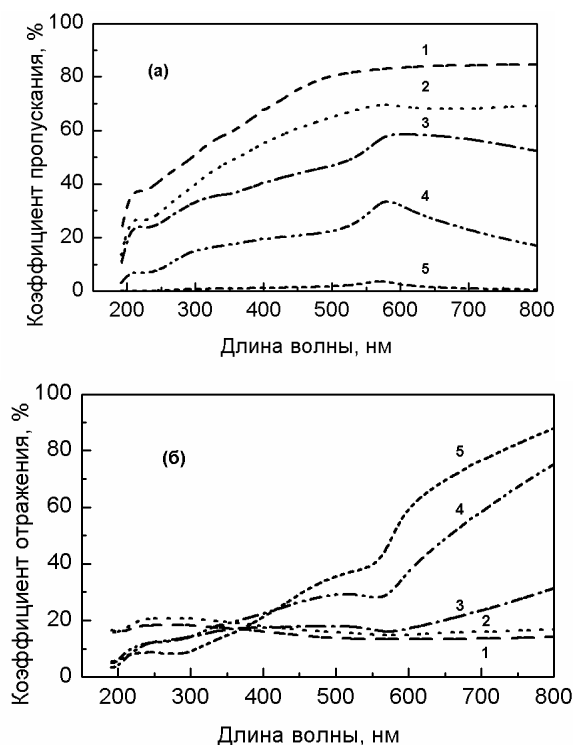 Коэффициент пропускания, %
100
80
60
40
20
0
(а)
1
2
3
4
5
200 300 400 500 600 700 800
Длина волны, нм
Коэффициент отражения, %
100
80
60
40
20
0
(б)
5
4
3
2
1
200 300 400 500 600 700 800
Длина волны, нм